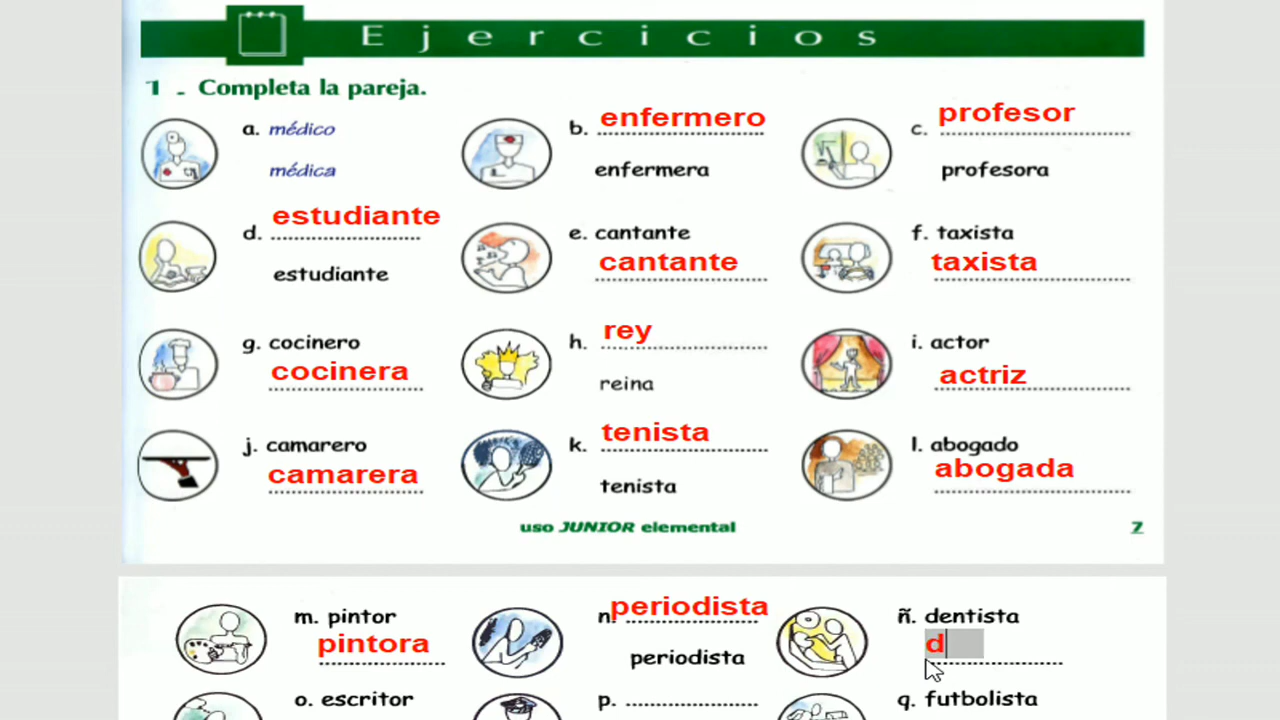 Ejercicios
1 . Completa la pareja.
a. médico
médica
b. enfermero
enfermera
c. profesor
profesora
d. estudiante
estudiante
e. cantante
cantante
f. taxista
taxista
g. cocinero
cocinera
h. rey
reina
i. actor
actriz
j. camarero
camarera
k. tenista
tenista
l. abogado
abogada
uso JUNIOR elemental
7
m. pintor
pintora
n. periodista
periodista
ñ. dentista
d
o. escritor
p.
q. futbolista